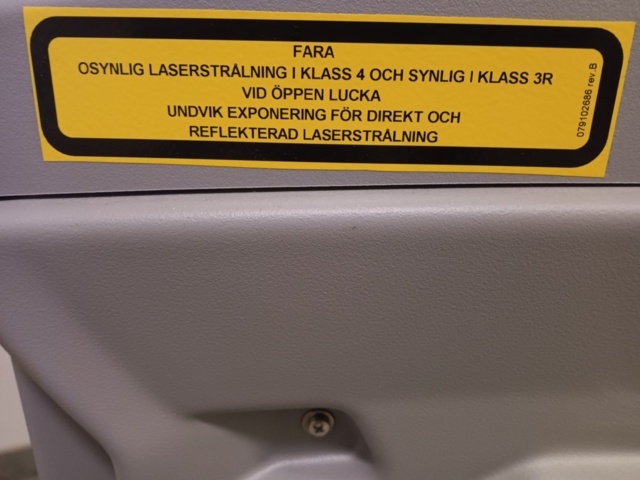 FARA
OSYNLIG LASERSTRÅLNING I KLASS 4 OCH SYNLIG I KLASS 3R
VID ÖPPEN LUCKA
UNDVIK EXPONERING FÖR DIREKT OCH
REFLEKTERAD LASERSTRÅLNING
079102686 rev.B